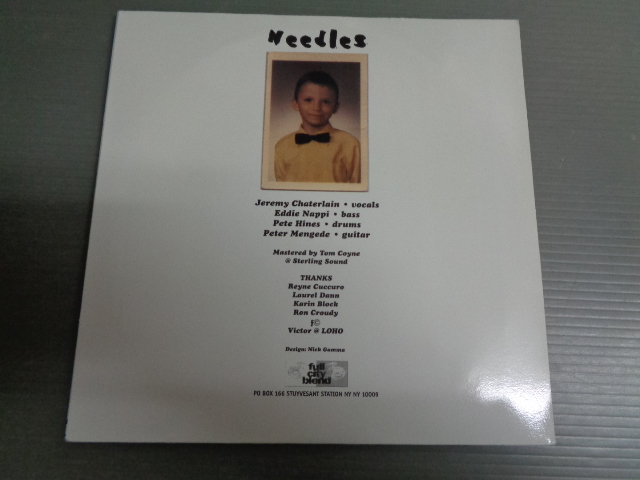 Needles
Jeremy Chaterlain • vocals
Eddie Nappi • bass
Pete Hines • drums
Peter Mengede • guitar
Mastered by Tom Coyne
@ Sterling Sound
THANKS
Reyne Cuccuro
Laurel Dann
Karin Block
Ron Croudy
Victor @ LOHO
Design: Nick Gamma
full
city
blend
PO BOX 166 STUYVESANT STATION NY NY 10009